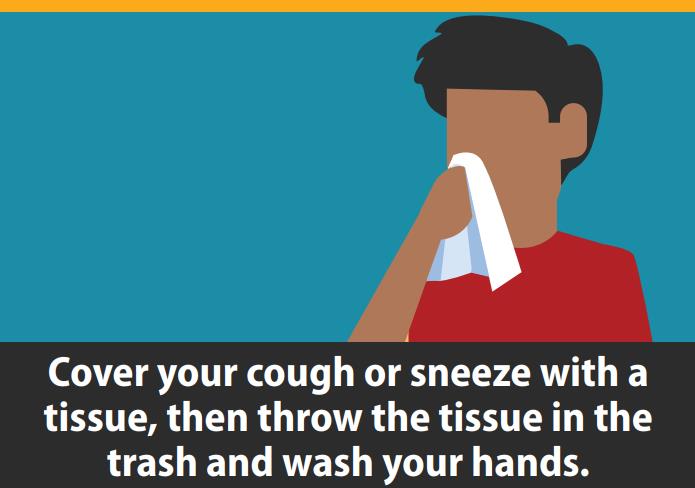 Cover your cough or sneeze with a
tissue, then throw the tissue in the
trash and wash your hands.